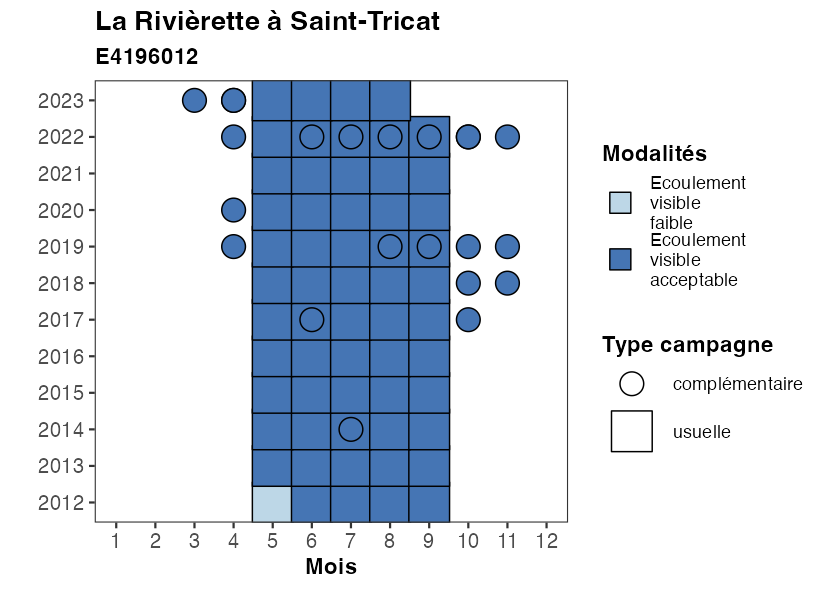 La Rivièrette à Saint-Tricat
E4196012
2023
2022
2021
2020
2019
2018
2017
2016
2015
2014
2013
2012
1 2 3 4 5 6 7 8 9 10 11 12
Mois
Modalités
Ecoulement
visible
faible
Ecoulement
visible
acceptable
Type campagne
complémentaire
usuelle